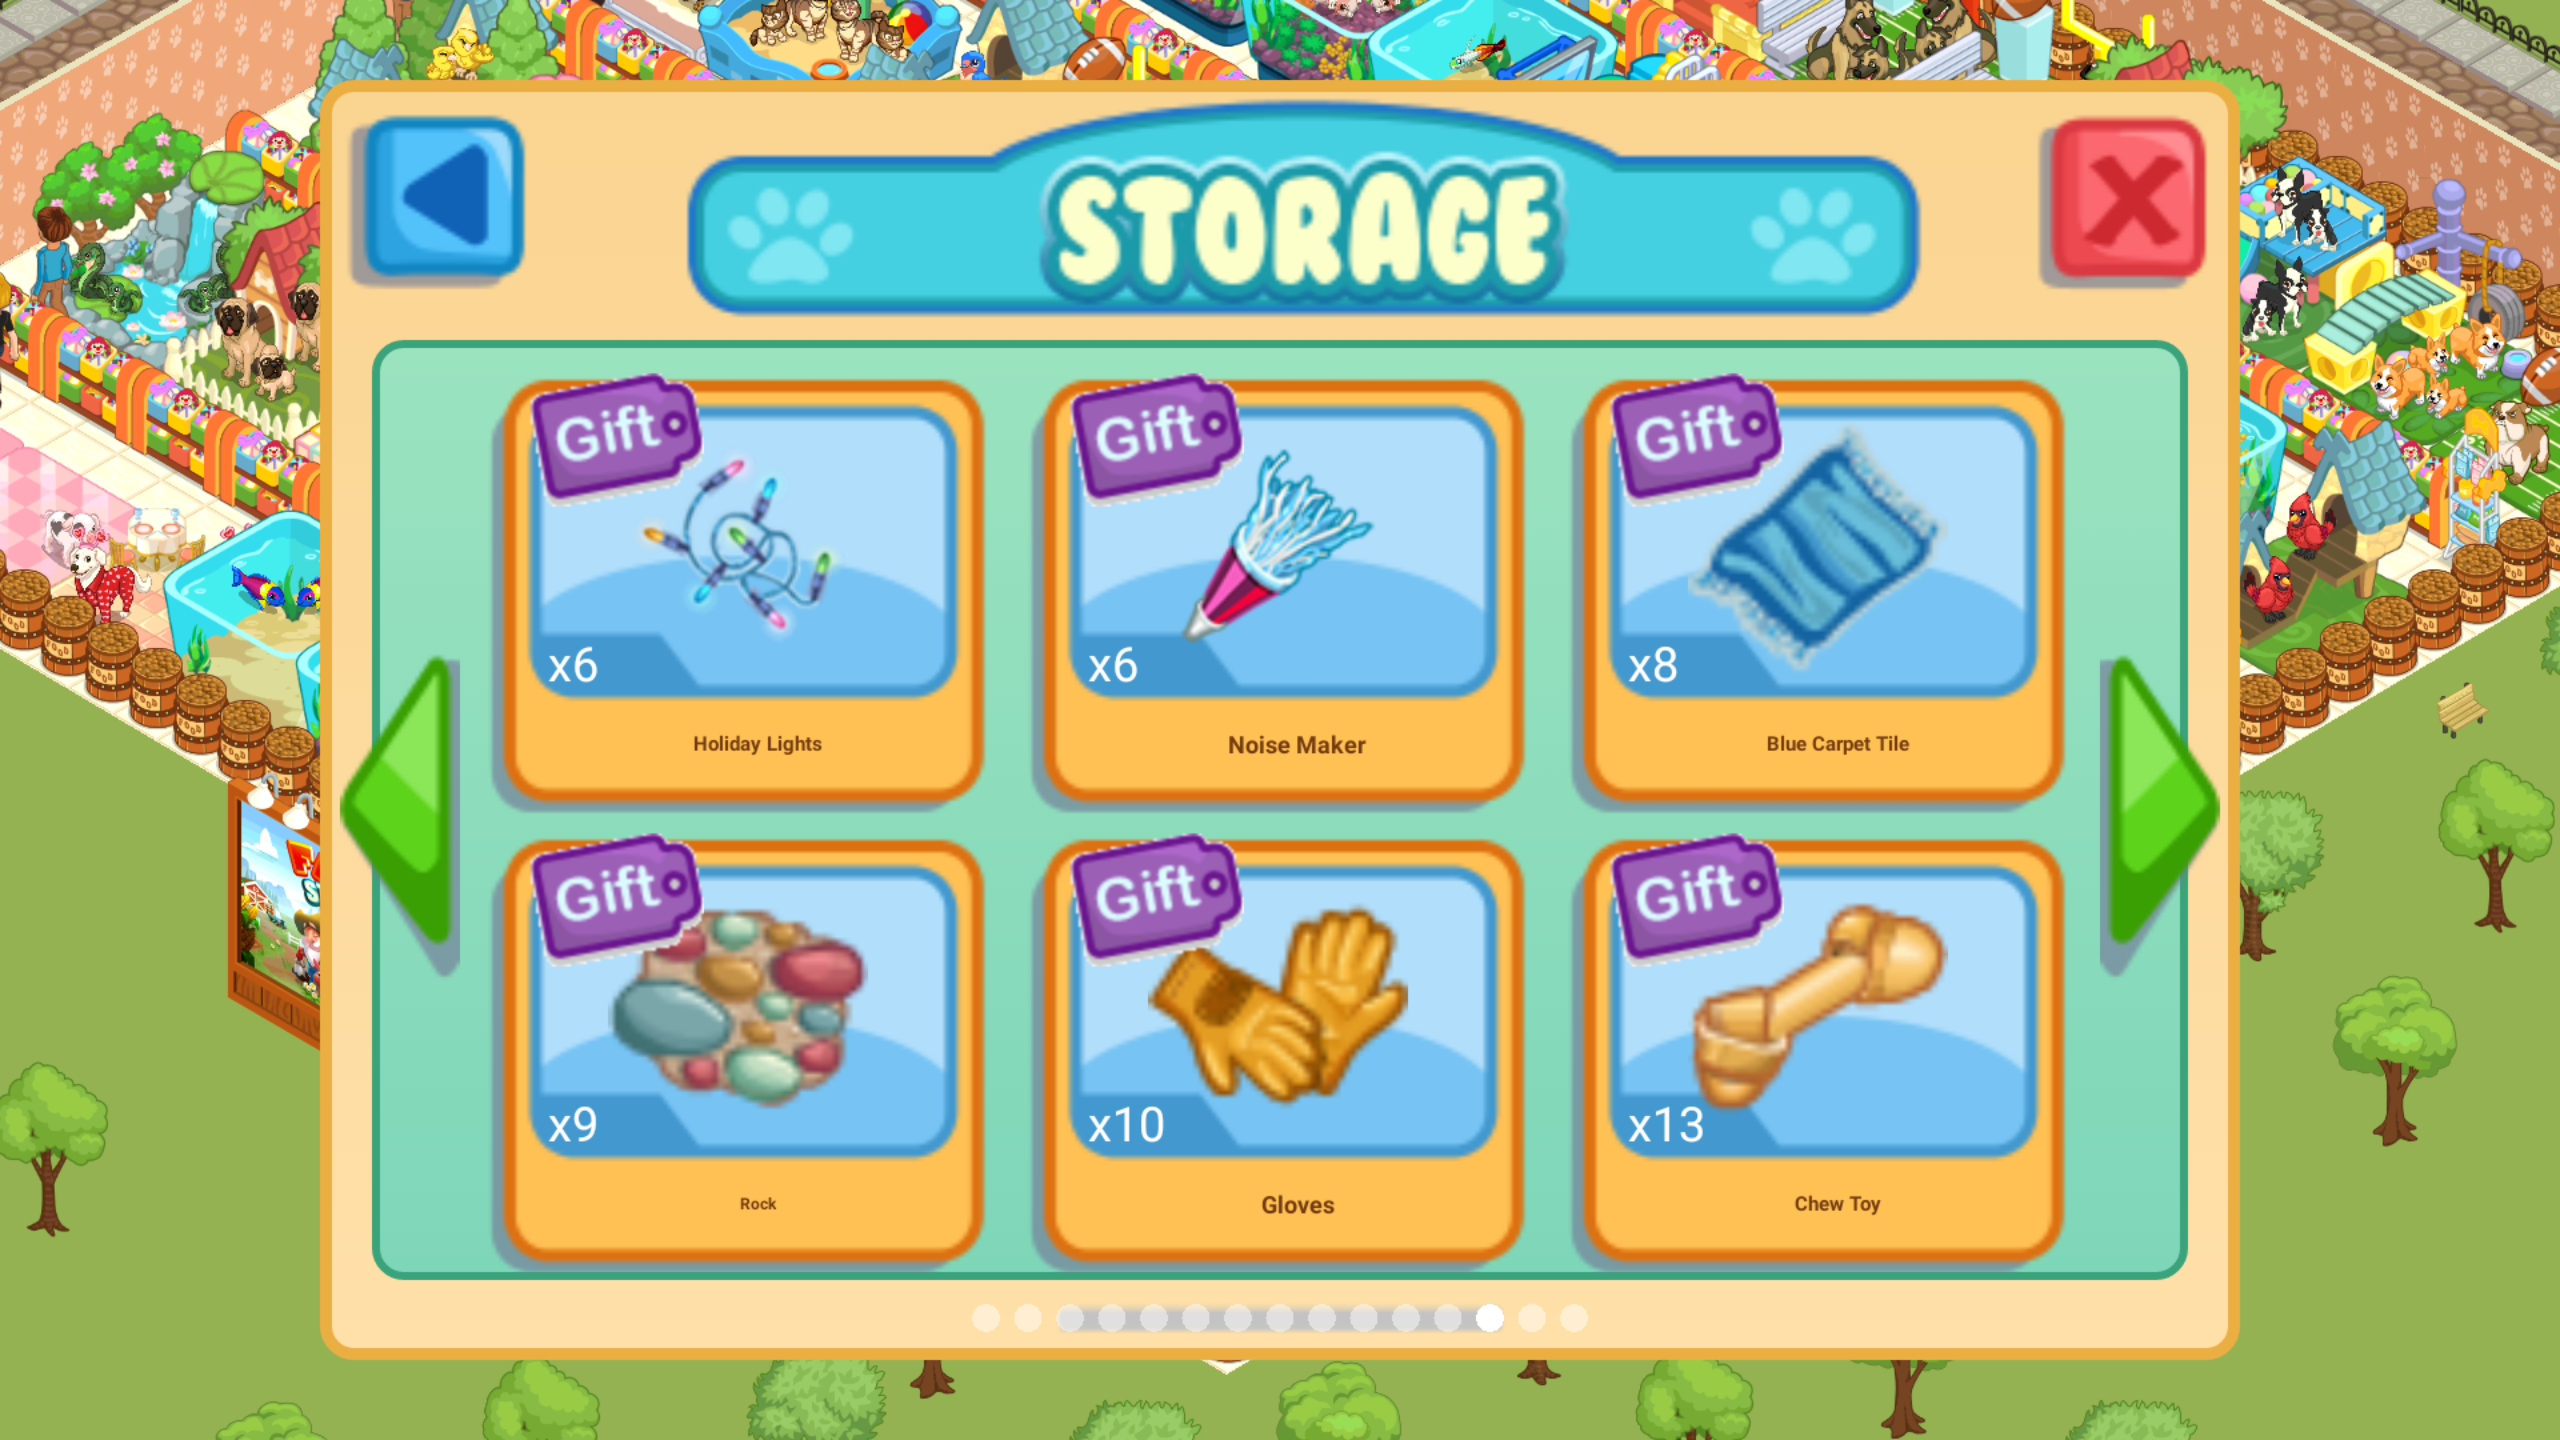 STORAGE
Gift
x6
Holiday Lights
Gift
x6
Noise Maker
Gift
x8
Blue Carpet Tile
Gift
x9
Rock
Gift
x10
Gloves
Gift
x13
Chew Toy